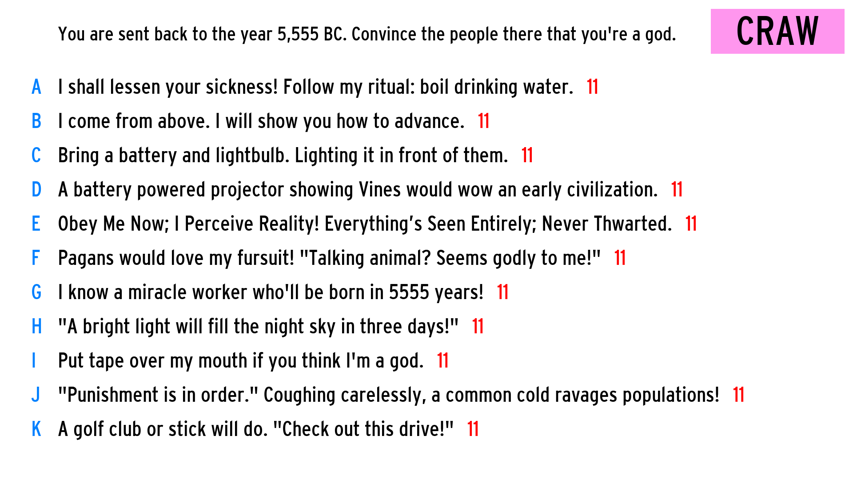 You are sent back to the year 5,555 BC. Convince the people there that you're a god.
CRAW
A I shall lessen your sickness! Follow my ritual: boil drinking water. 11
B I come from above. I will show you how to advance. 11
C Bring a battery and lightbulb. Lighting it in front of them. 11
D A battery powered projector showing Vines would wow an early civilization. 11
E Obey Me Now; I Perceive Reality! Everything's Seen Entirely; Never Thwarted. 11
F Pagans would love my fursuit! "Talking animal? Seems godly to me!" 11
G I know a miracle worker who'll be born in 5555 years! 11
H "A bright light will fill the night sky in three days!" 11
I Put tape over my mouth if you think I'm a god. 11
J "Punishment is in order." Coughing carelessly, a common cold ravages populations! 11
K A golf club or stick will do. "Check out this drive!" 11